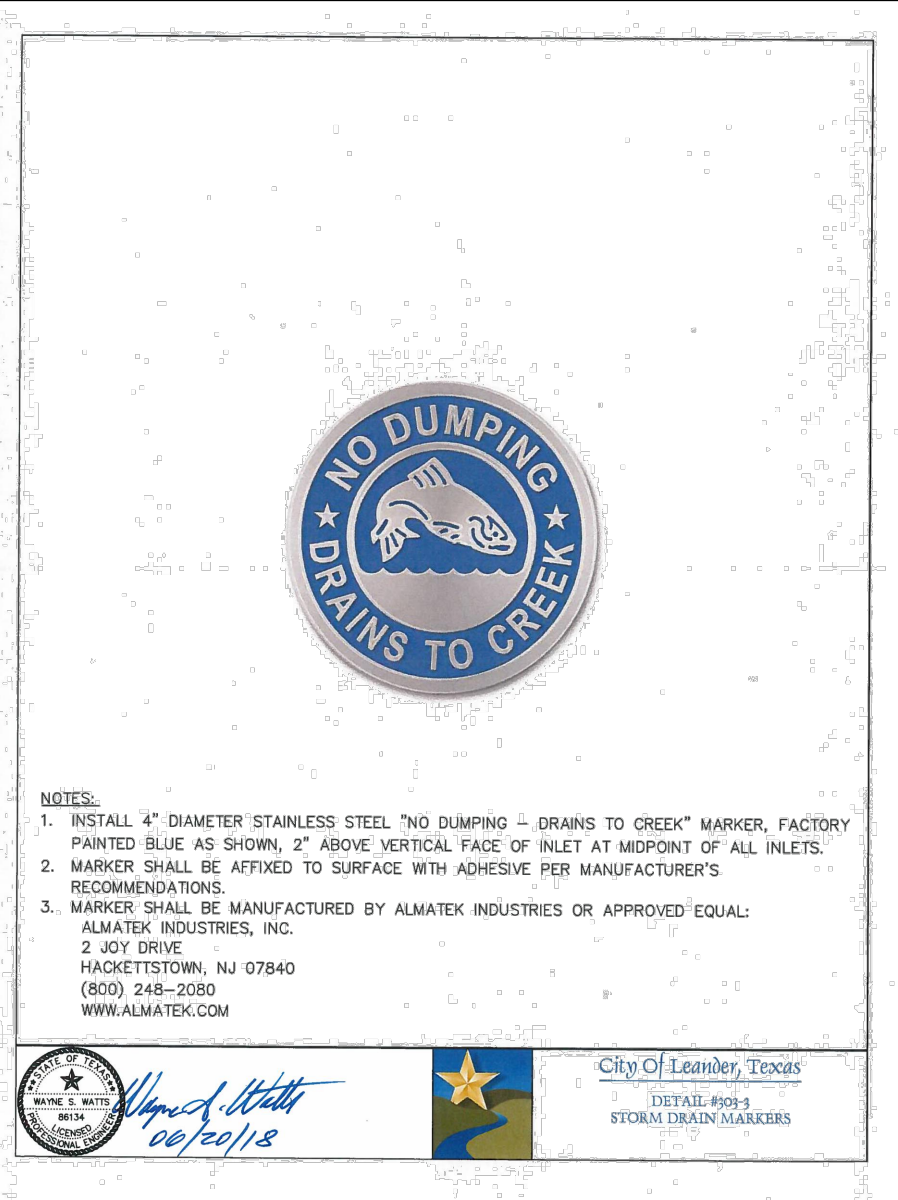 NO DUMPING
DRAINS TO CREEK
NOTES:
1. INSTALL 4" DIAMETER STAINLESS STEEL "NO DUMPING – DRAINS TO CREEK" MARKER, FACTORY
PAINTED BLUE AS SHOWN, 2" ABOVE VERTICAL FACE OF INLET AT MIDPOINT OF ALL INLETS.
2. MARKER SHALL BE AFFIXED TO SURFACE WITH ADHESIVE PER MANUFACTURER'S
RECOMMENDATIONS.
3. MARKER SHALL BE MANUFACTURED BY ALMATEK INDUSTRIES OR APPROVED EQUAL:
ALMATEK INDUSTRIES, INC.
2 JOY DRIVE
HACKETTSTOWN, NJ 07840
(800) 248–2080
WWW.ALMATEK.COM
STATE OF TEXAS
WAYNE S. WATTS
86134
LICENSED
PROFESSIONAL ENGINEER
Wayne S. Watts
06/20/18
City Of Leander, Texas
DETAIL #303-3
STORM DRAIN MARKERS